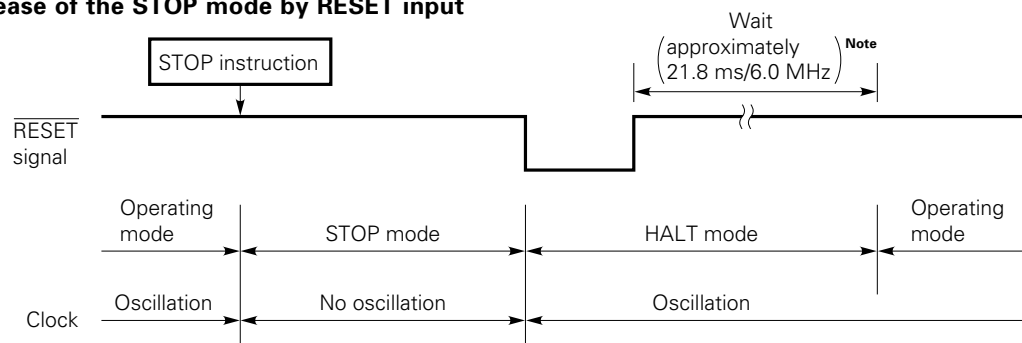 ease of the STOP mode by RESET input
STOP instruction
Wait
(approximately
21.8 ms/6.0 MHz) Note
RESET
signal
Operating
mode
STOP mode
HALT mode
Operating
mode
Clock
Oscillation
No oscillation
Oscillation